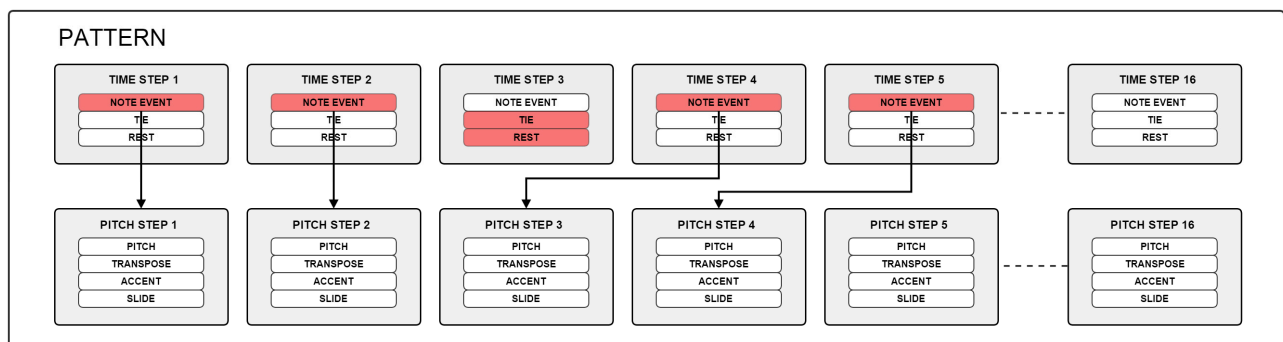 PATTERN
TIME STEP 1
NOTE EVENT
TIE
REST
TIME STEP 2
NOTE EVENT
TIE
REST
TIME STEP 3
NOTE EVENT
TIE
REST
TIME STEP 4
NOTE EVENT
TIE
REST
TIME STEP 5
NOTE EVENT
TIE
REST
TIME STEP 16
NOTE EVENT
TIE
REST
PITCH STEP 1
PITCH
TRANSPOSE
ACCENT
SLIDE
PITCH STEP 2
PITCH
TRANSPOSE
ACCENT
SLIDE
PITCH STEP 3
PITCH
TRANSPOSE
ACCENT
SLIDE
PITCH STEP 4
PITCH
TRANSPOSE
ACCENT
SLIDE
PITCH STEP 5
PITCH
TRANSPOSE
ACCENT
SLIDE
PITCH STEP 16
PITCH
TRANSPOSE
ACCENT
SLIDE